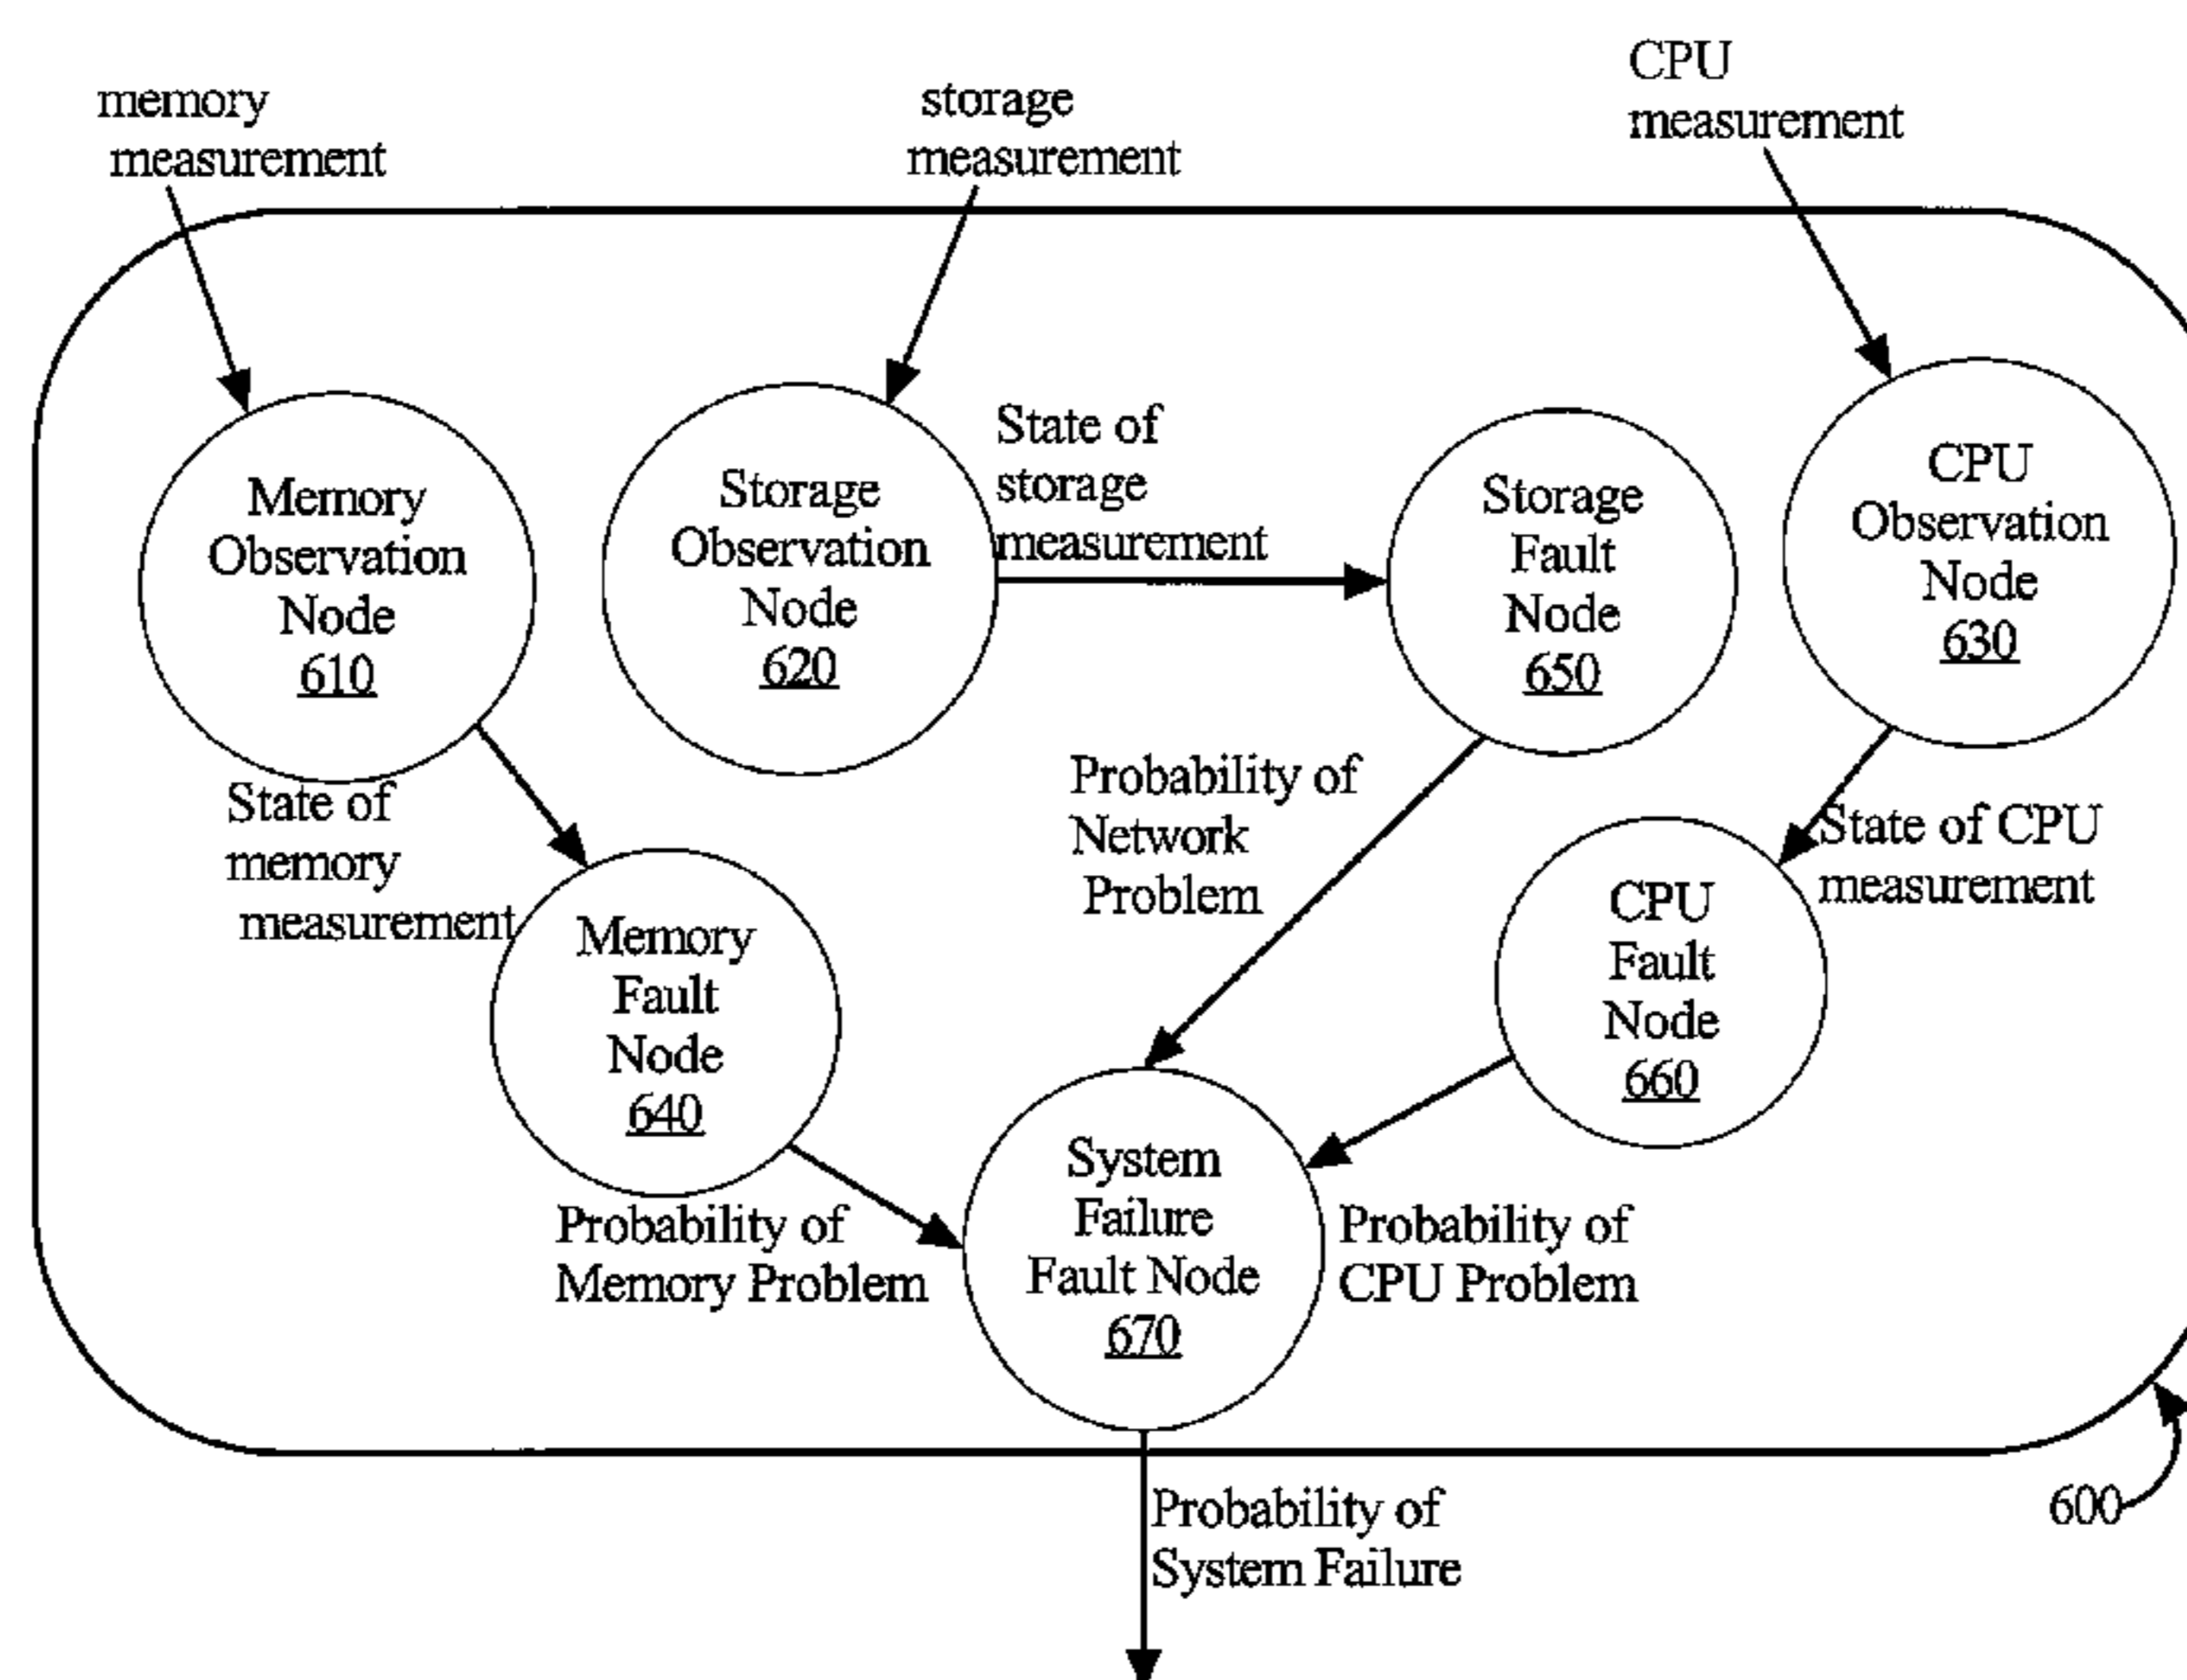 memory
measurement
storage
measurement
CPU
measurement
Memory
Observation
Node
610
Storage
Observation
Node
620
State of
storage
measurement
Storage
Fault
Node
650
CPU
Observation
Node
630
State of
memory
measurement
Memory
Fault
Node
640
Probability of
Network
Problem
State of CPU
measurement
CPU
Fault
Node
660
Probability of
Memory Problem
System
Failure
Fault Node
670
Probability of
CPU Problem
Probability of
System Failure
600